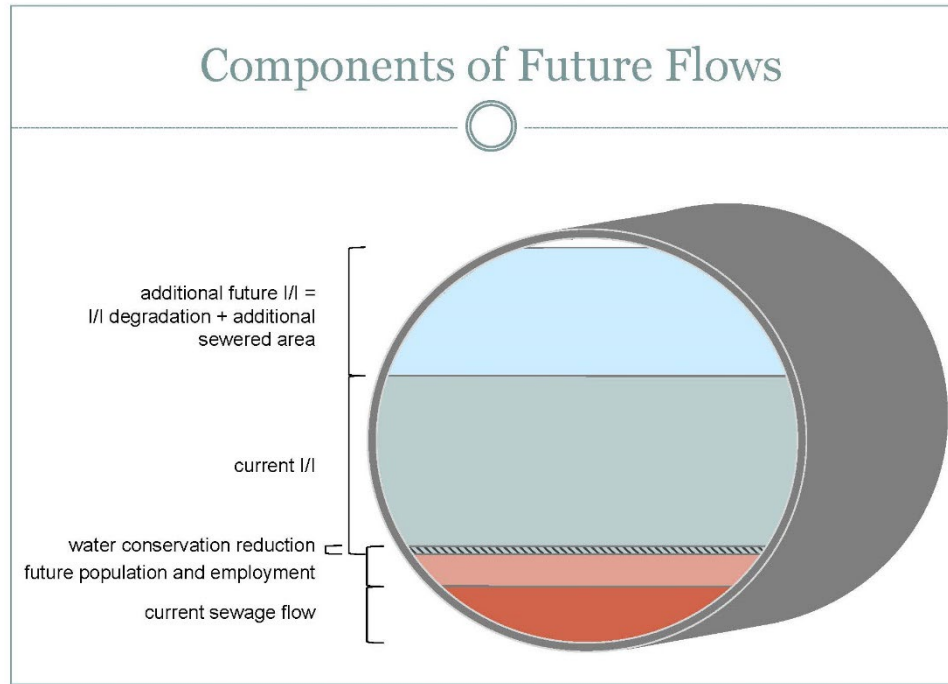 Components of Future Flows
additional future I/I =
I/I degradation + additional
sewered area
current I/I
water conservation reduction
future population and employment
current sewage flow